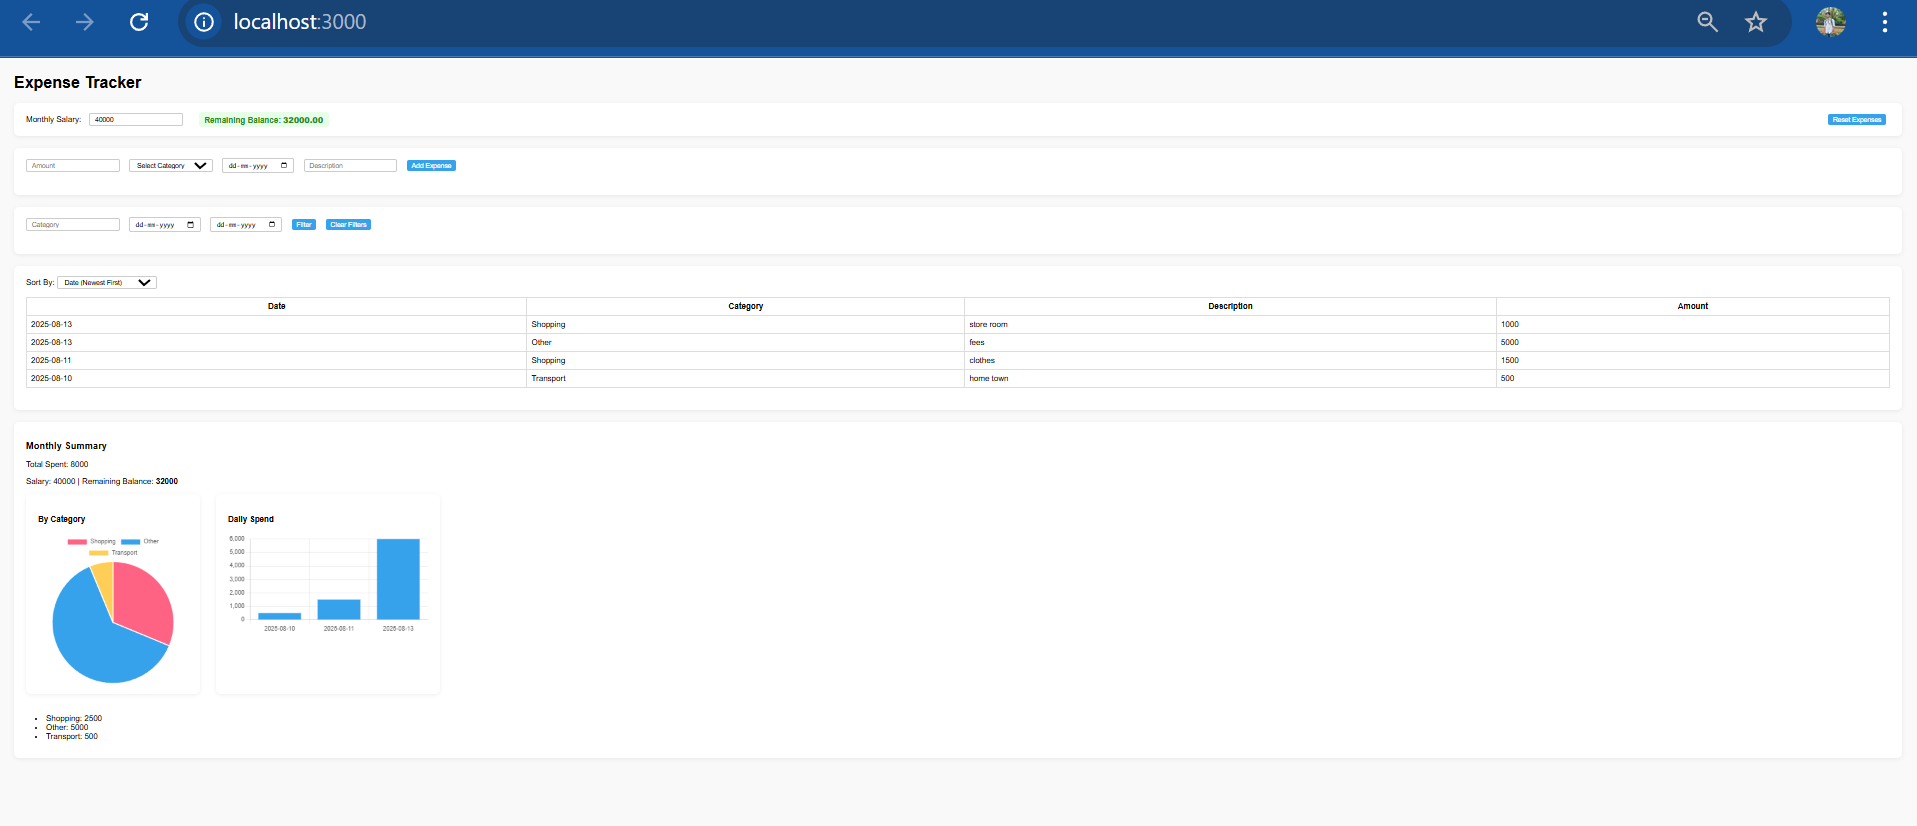 localhost:3000
Expense Tracker
Monthly Salary: 40000 Remaining Balance: 32000.00 Reset Expenses
Amount Select Category dd-mm-yyyy Description Add Expense
Category dd-mm-yyyy dd-mm-yyyy Filter Clear Filters
Sort By: Date (Newest First)
Date Category Description Amount
2025-08-13 Shopping store room 1000
2025-08-13 Other fees 5000
2025-08-11 Shopping clothes 1500
2025-08-10 Transport home town 500
Monthly Summary
Total Spent: 8000
Salary: 40000 | Remaining Balance: 32000
By Category
Shopping Other
Transport
Daily Spend
6,000
5,000
4,000
3,000
2,000
1,000
0
2025-08-10 2025-08-11 2025-08-13
• Shopping: 2500
• Other: 5000
• Transport: 500